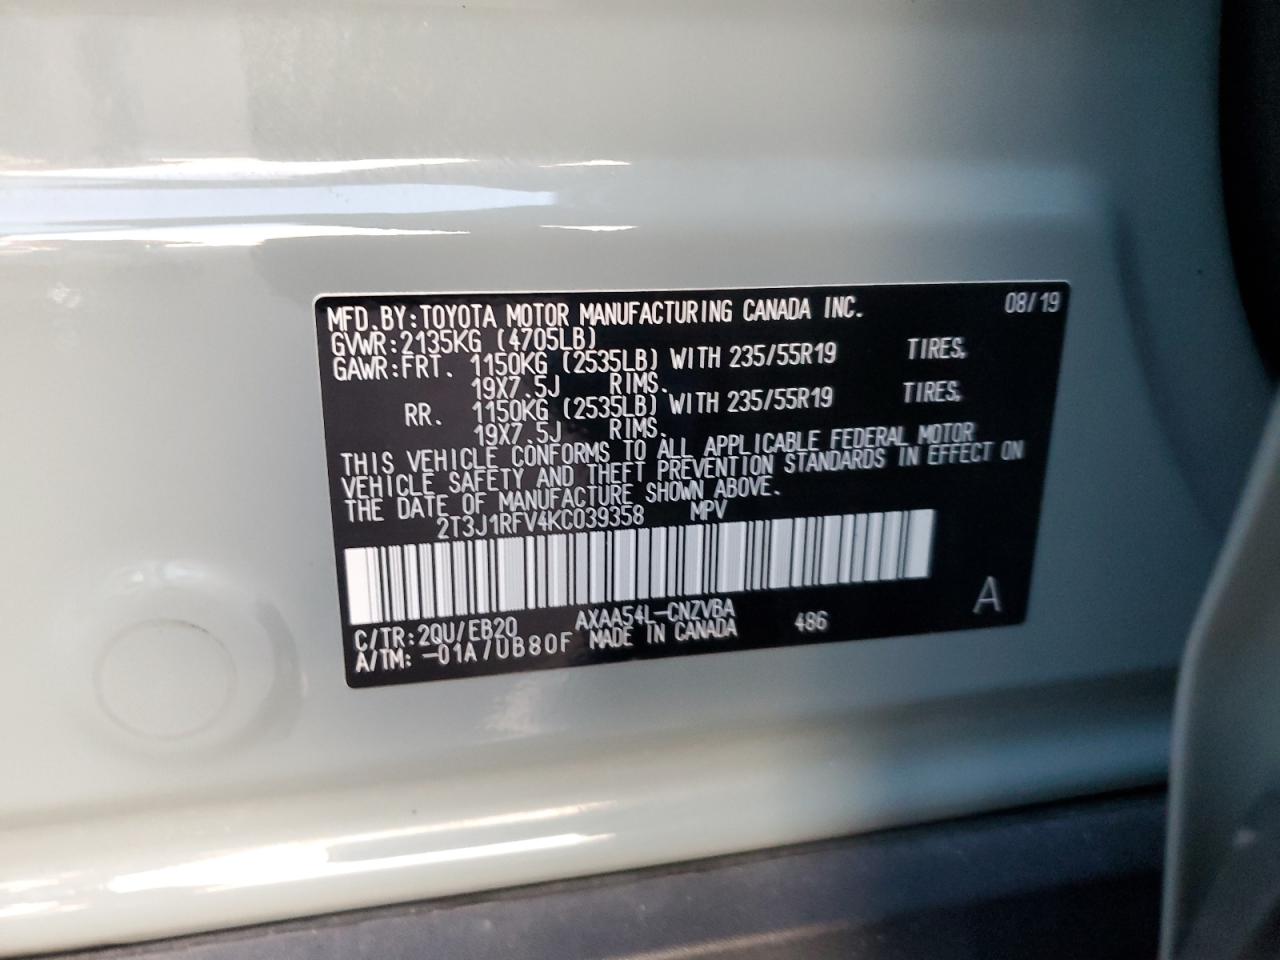 MFD.BY:TOYOTA MOTOR MANUFACTURING CANADA INC. 08/19
GVWR:2135KG (4705LB)
GAWR:FRT. 1150KG (2535LB) WITH 235/55R19 TIRES,
19X7.5J RIMS.
RR. 1150KG (2535LB) WITH 235/55R19 TIRES,
19X7.5J RIMS.
THIS VEHICLE CONFORMS TO ALL APPLICABLE FEDERAL MOTOR
VEHICLE SAFETY AND THEFT PREVENTION STANDARDS IN EFFECT ON
THE DATE OF MANUFACTURE SHOWN ABOVE.
2T3J1RFV4KC039358 MPV
C/TR:2QU/EB20 AXAA54L-CNZVBA 486 A
A/TM: -01A/UB80F MADE IN CANADA